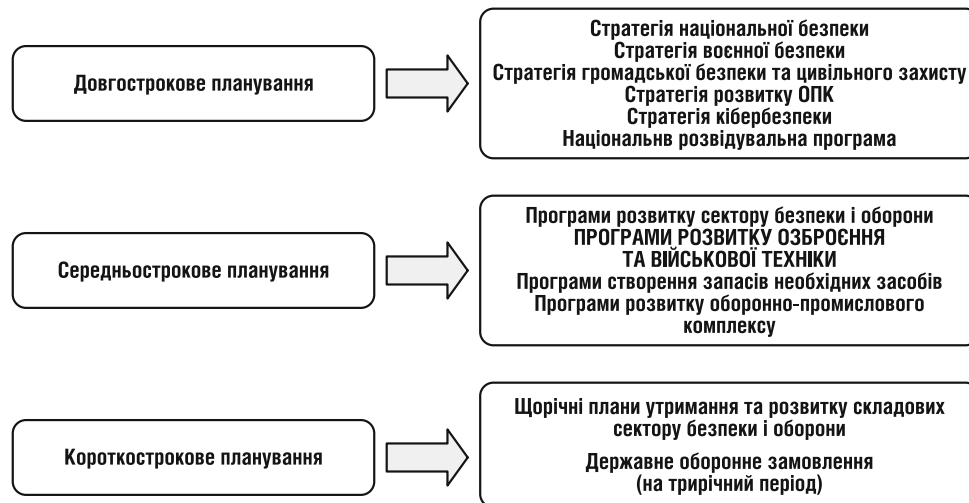 Довгострокове планування
Стратегія національної безпеки
Стратегія воєнної безпеки
Стратегія громадської безпеки та цивільного захисту
Стратегія розвитку ОПК
Стратегія кібербезпеки
Національнв розвідувальна програма
Середньострокове планування
Програми розвитку сектору безпеки і оборони
ПРОГРАМИ РОЗВИТКУ ОЗБРОЄННЯ
ТА ВІЙСЬКОВОЇ ТЕХНІКИ
Програми створення запасів необхідних засобів
Програми розвитку оборонно-промислового
комплексу
Короткострокове планування
Щорічні плани утримання та розвитку складових
сектору безпеки і оборони
Державне оборонне замовлення
(на трирічний період)